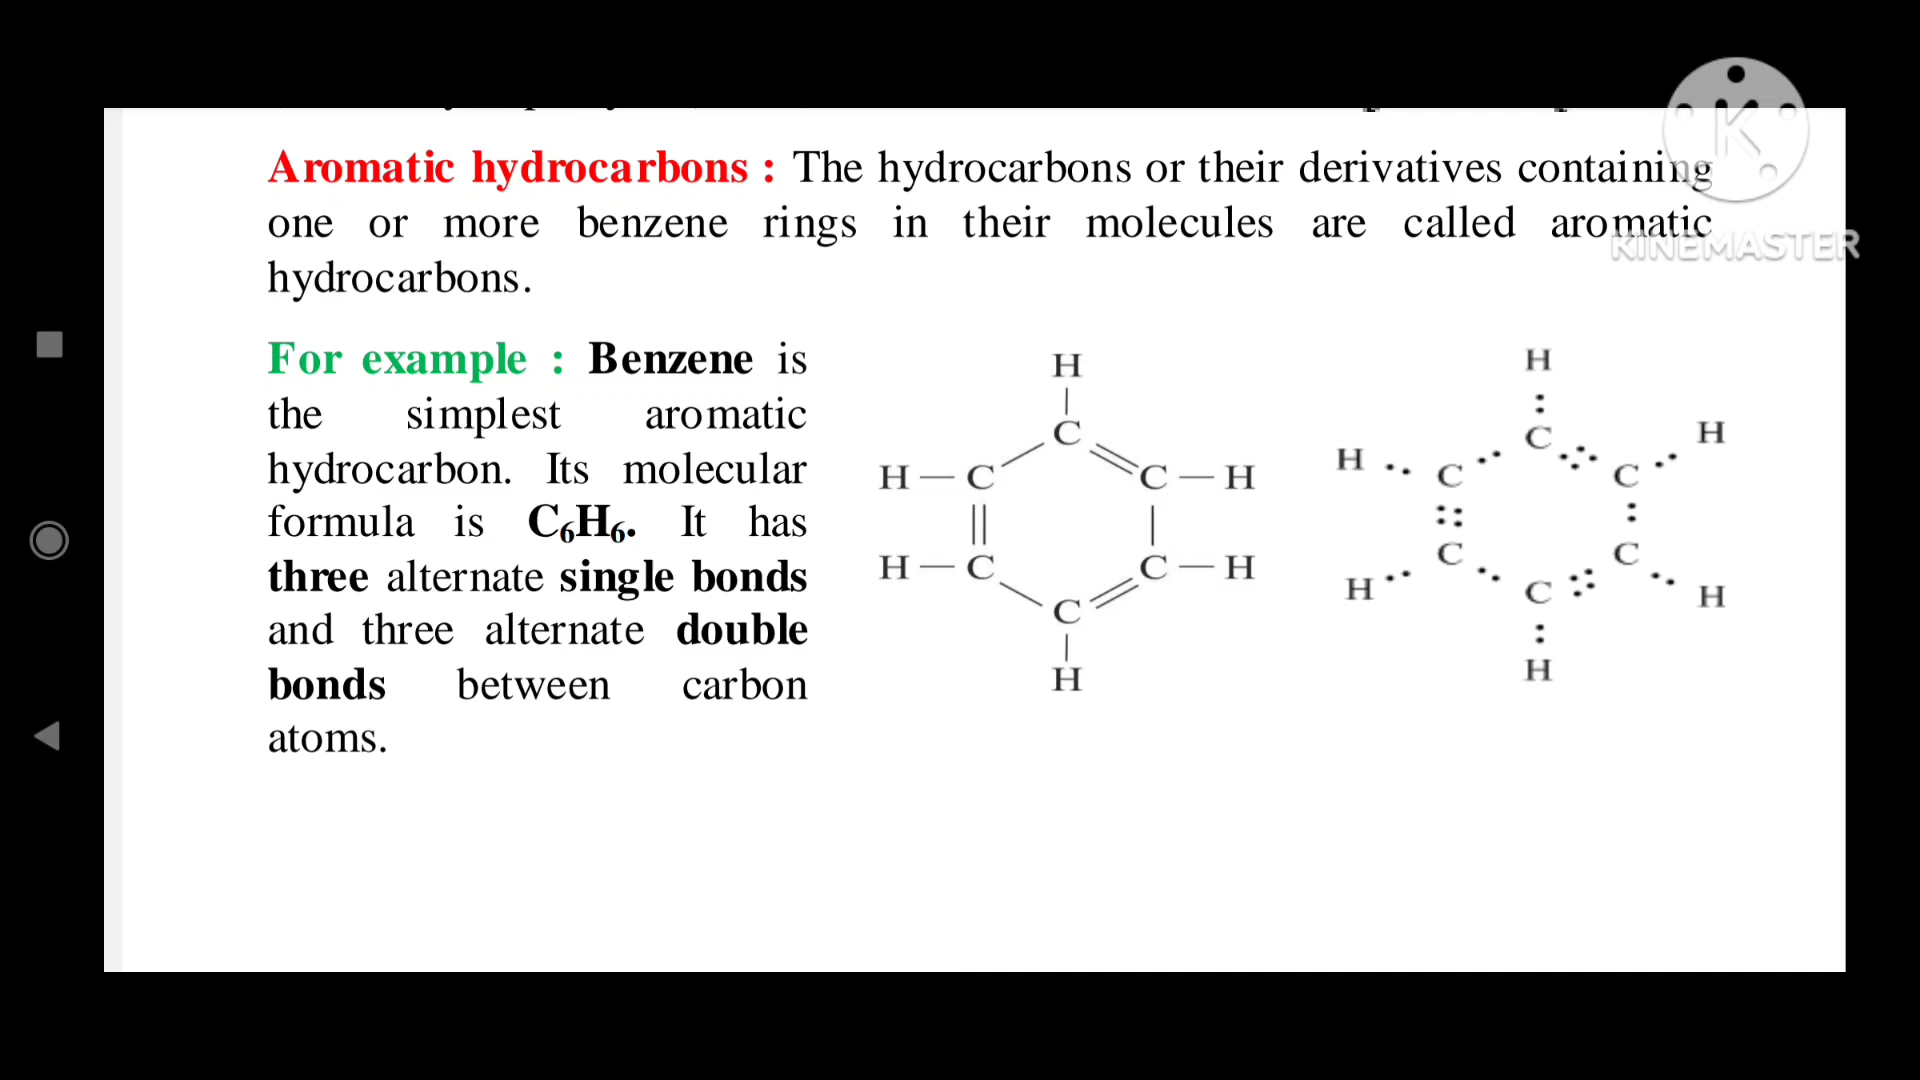 Aromatic hydrocarbons : The hydrocarbons or their derivatives containing
one or more benzene rings in their molecules are called aromatic
hydrocarbons.
For example : Benzene is
the simplest aromatic
hydrocarbon. Its molecular
formula is C₆H₆. It has
three alternate single bonds
and three alternate double
bonds between carbon
atoms.
H
C
H — C C — H
H — C C — H
C
H
H
C H
H C C
C C
H C H
H
K
KINEMASTER